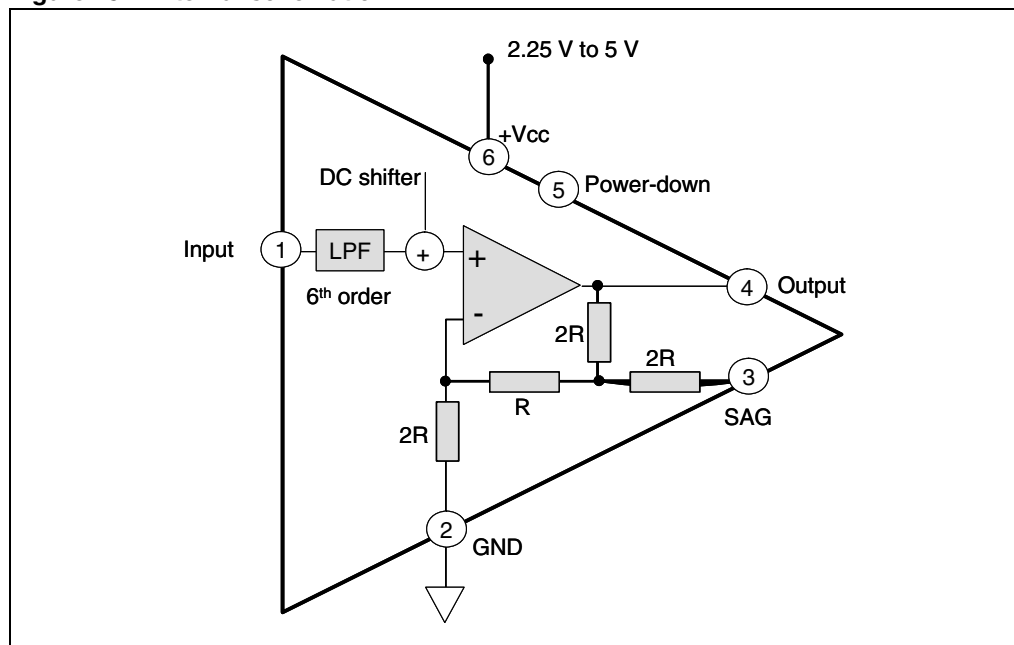 2.25 V to 5 V
+Vcc
6
DC shifter
5
Power-down
Input
1
LPF
+
+
6th order
4
Output
-
2R
2R
3
R
SAG
2R
2
GND